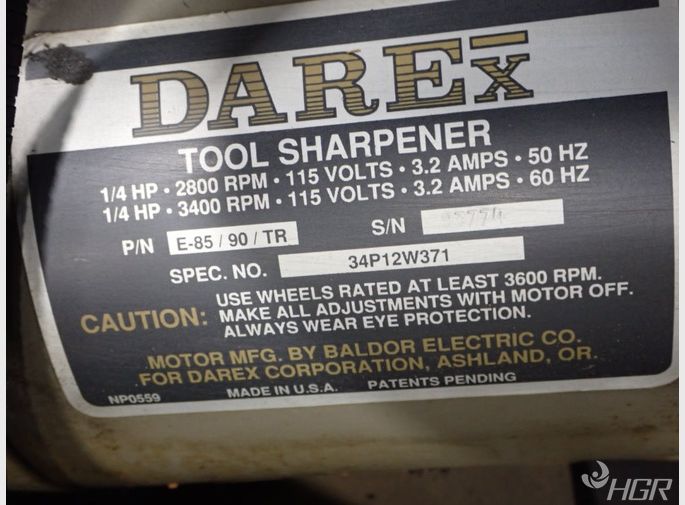 DAREX
TOOL SHARPENER
1/4 HP · 2800 RPM · 115 VOLTS · 3.2 AMPS · 50 HZ
1/4 HP · 3400 RPM · 115 VOLTS · 3.2 AMPS · 60 HZ
P/N E-85 / 90 / TR S/N
SPEC. NO. 34P12W371
CAUTION: USE WHEELS RATED AT LEAST 3600 RPM.
MAKE ALL ADJUSTMENTS WITH MOTOR OFF.
ALWAYS WEAR EYE PROTECTION.
MOTOR MFG. BY BALDOR ELECTRIC CO.
FOR DAREX CORPORATION, ASHLAND, OR.
NP0559 MADE IN U.S.A. PATENTS PENDING
HGR